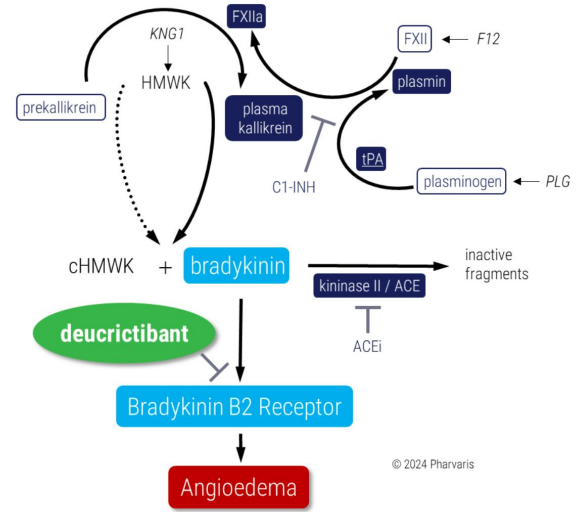 FXIIa
KNG1
FXII
F12
HMWK
plasmin
prekallikrein
plasma
kallikrein
tPA
C1-INH
plasminogen
PLG
cHMWK + bradykinin
inactive
fragments
kininase II / ACE
deucrictibant
ACEi
Bradykinin B2 Receptor
© 2024 Pharvaris
Angioedema